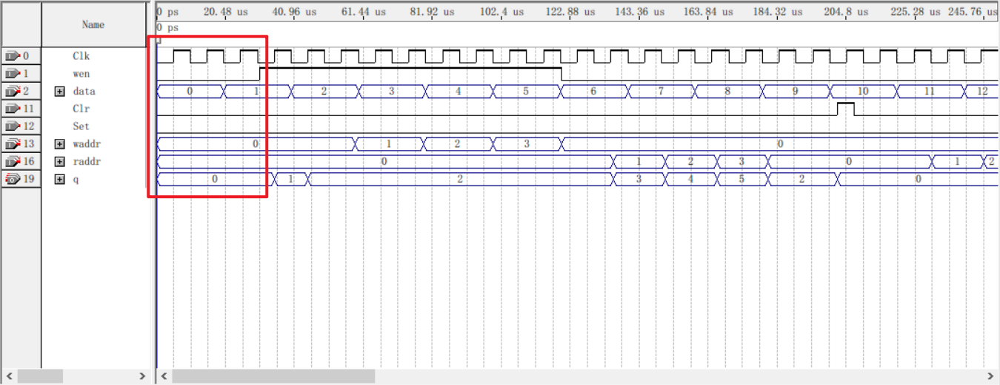 Name
0 ps 20.48 us 40.96 us 61.44 us 81.92 us 102.4 us 122.88 us 143.36 us 163.84 us 184.32 us 204.8 us 225.28 us 245.76 us
0 ps
0 Clk
1 wen
2 data 0 1 2 3 4 5 6 7 8 9 10 11 12
11 Clr
12 Set
13 waddr 0 1 2 3 0
16 raddr 0 1 2 3 0 1 2
19 q 0 1 2 3 4 5 2 0